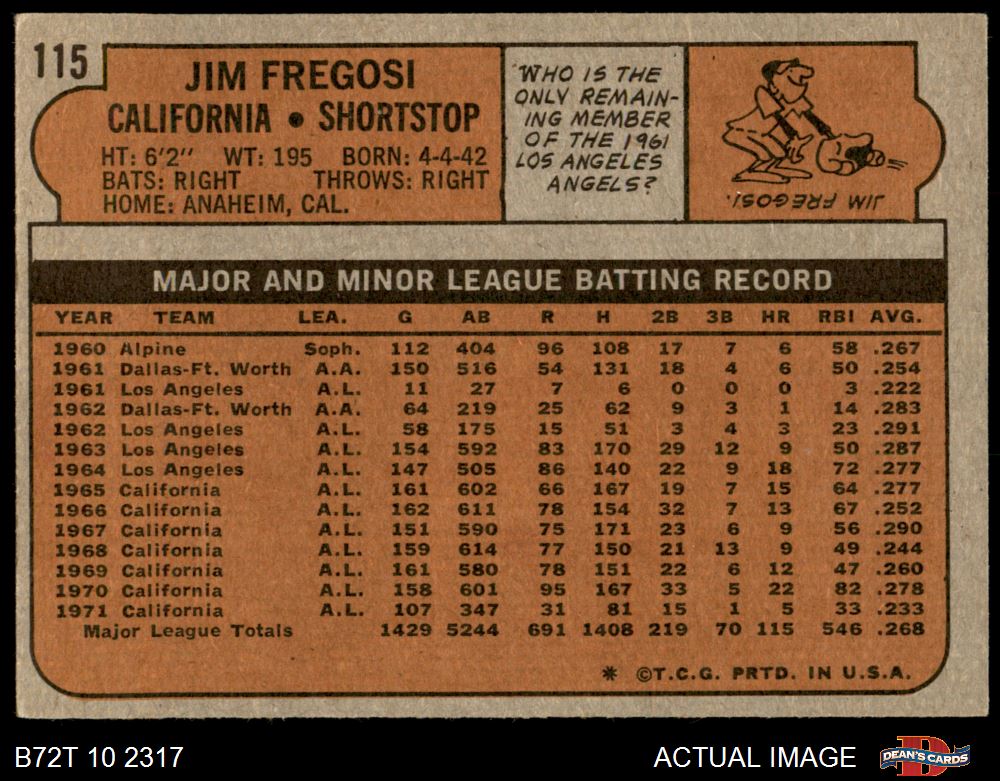 115
JIM FREGOSI
CALIFORNIA • SHORTSTOP
HT: 6'2" WT: 195 BORN: 4-4-42
BATS: RIGHT THROWS: RIGHT
HOME: ANAHEIM, CAL.
WHO IS THE
ONLY REMAIN-
ING MEMBER
OF THE 1961
LOS ANGELES
ANGELS?
JIM FREGOSI.
MAJOR AND MINOR LEAGUE BATTING RECORD
YEAR TEAM LEA. G AB R H 2B 3B HR RBI AVG.
1960 Alpine Soph. 112 404 96 108 17 7 6 58 .267
1961 Dallas-Ft. Worth A.A. 150 516 54 131 18 4 6 50 .254
1961 Los Angeles A.L. 11 27 7 6 0 0 0 3 .222
1962 Dallas-Ft. Worth A.A. 64 219 25 62 9 3 1 14 .283
1962 Los Angeles A.L. 58 175 15 51 3 4 3 23 .291
1963 Los Angeles A.L. 154 592 83 170 29 12 9 50 .287
1964 Los Angeles A.L. 147 505 86 140 22 9 18 72 .277
1965 California A.L. 161 602 66 167 19 7 15 64 .277
1966 California A.L. 162 611 78 154 32 7 13 67 .252
1967 California A.L. 151 590 75 171 23 6 9 56 .290
1968 California A.L. 159 614 77 150 21 13 9 49 .244
1969 California A.L. 161 580 78 151 22 6 12 47 .260
1970 California A.L. 158 601 95 167 33 5 22 82 .278
1971 California A.L. 107 347 31 81 15 1 5 33 .233
Major League Totals 1429 5244 691 1408 219 70 115 546 .268
* ©T.C.G. PRTD. IN U.S.A.
B72T 10 2317
ACTUAL IMAGE
DEAN'S CARDS